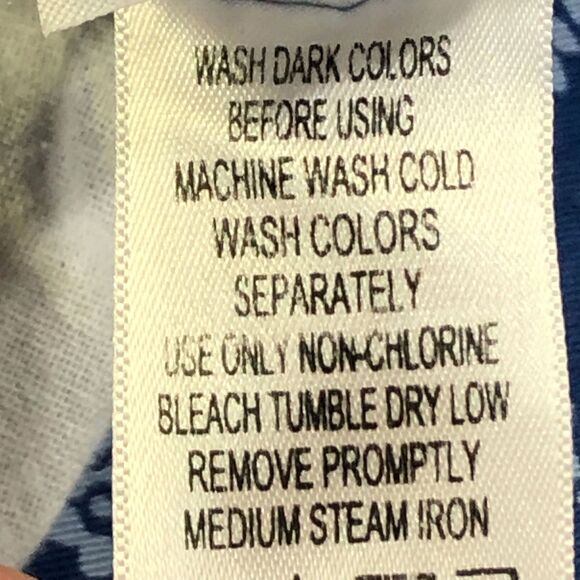 WASH DARK COLORS
BEFORE USING
MACHINE WASH COLD
WASH COLORS
SEPARATELY
USE ONLY NON-CHLORINE
BLEACH TUMBLE DRY LOW
REMOVE PROMPTLY
MEDIUM STEAM IRON